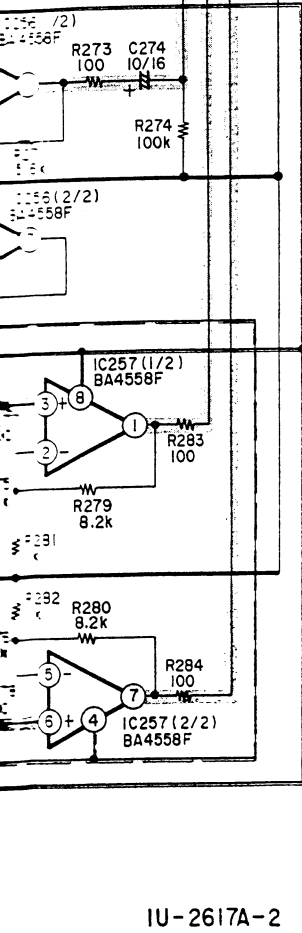 /2)
R273 C274
100 10/16
+
R274
100k
(2/2)
4558F
IC257 (1/2)
BA4558F
8
3 +
1
2 -
R283
100
R279
8.2k
R280
8.2k
5 -
R284
100
7
6 + 4
IC257 (2/2)
BA4558F
1U-2617A-2